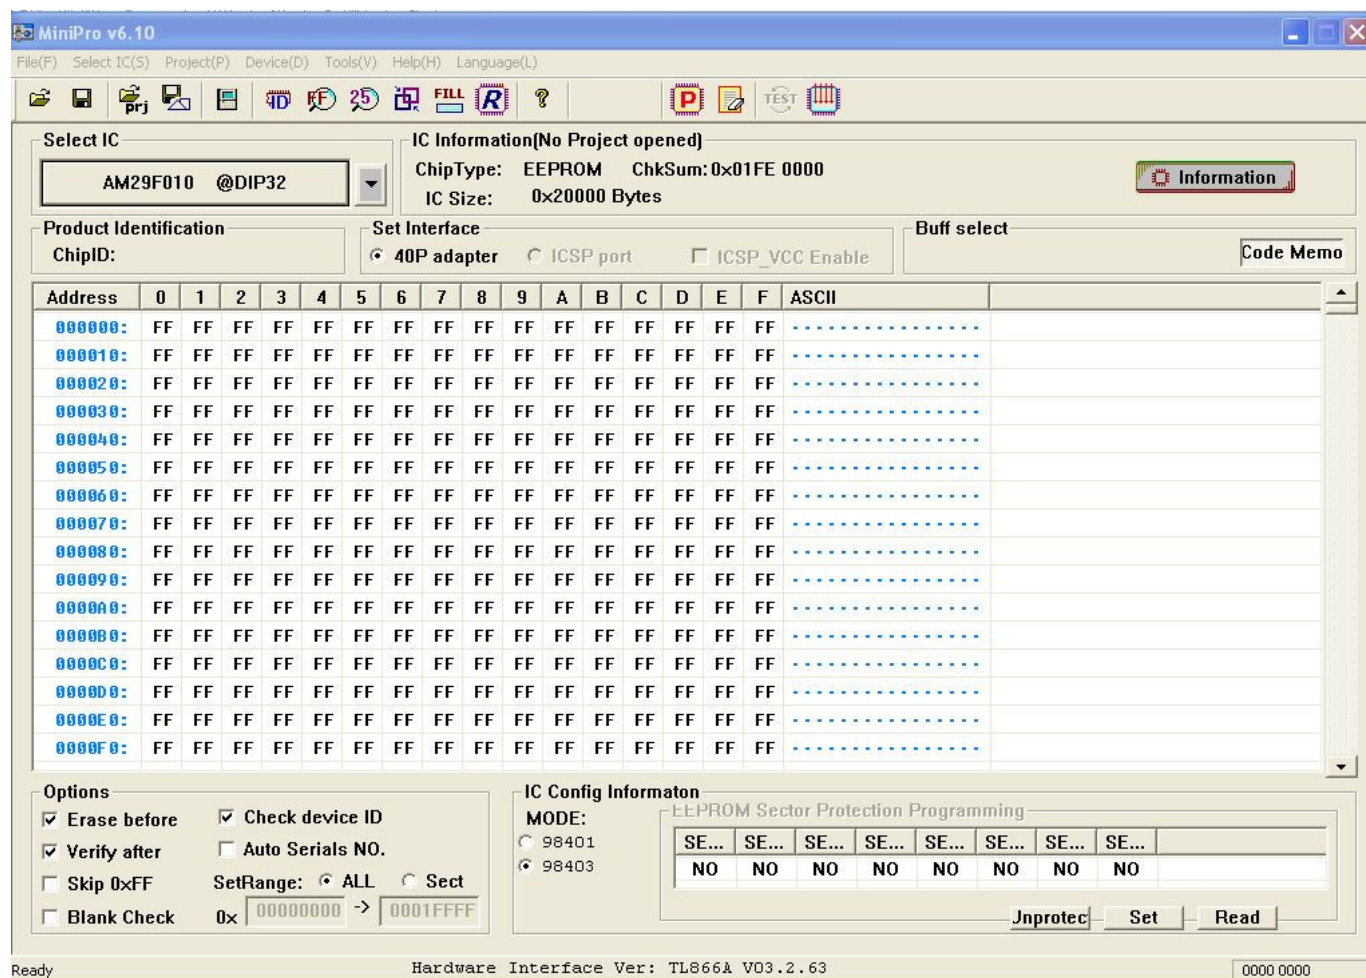 MiniPro v6.10
File(F) Select IC(S) Project(P) Device(D) Tools(V) Help(H) Language(L)
prj 4D FF 25 FILL R ? P TEST
Select IC
IC Information(No Project opened)
AM29F010 @DIP32
ChipType: EEPROM ChkSum: 0x01FE 0000
IC Size: 0x20000 Bytes
Information
Product Identification
Set Interface
Buff select
ChipID:
40P adapter ICSP port ICSP_VCC Enable
Code Memo
Address 0 1 2 3 4 5 6 7 8 9 A B C D E F ASCII
000000: FF FF FF FF FF FF FF FF FF FF FF FF FF FF FF FF ................
000010: FF FF FF FF FF FF FF FF FF FF FF FF FF FF FF FF ................
000020: FF FF FF FF FF FF FF FF FF FF FF FF FF FF FF FF ................
000030: FF FF FF FF FF FF FF FF FF FF FF FF FF FF FF FF ................
000040: FF FF FF FF FF FF FF FF FF FF FF FF FF FF FF FF ................
000050: FF FF FF FF FF FF FF FF FF FF FF FF FF FF FF FF ................
000060: FF FF FF FF FF FF FF FF FF FF FF FF FF FF FF FF ................
000070: FF FF FF FF FF FF FF FF FF FF FF FF FF FF FF FF ................
000080: FF FF FF FF FF FF FF FF FF FF FF FF FF FF FF FF ................
000090: FF FF FF FF FF FF FF FF FF FF FF FF FF FF FF FF ................
0000A0: FF FF FF FF FF FF FF FF FF FF FF FF FF FF FF FF ................
0000B0: FF FF FF FF FF FF FF FF FF FF FF FF FF FF FF FF ................
0000C0: FF FF FF FF FF FF FF FF FF FF FF FF FF FF FF FF ................
0000D0: FF FF FF FF FF FF FF FF FF FF FF FF FF FF FF FF ................
0000E0: FF FF FF FF FF FF FF FF FF FF FF FF FF FF FF FF ................
0000F0: FF FF FF FF FF FF FF FF FF FF FF FF FF FF FF FF ................
Options
Erase before Check device ID
Verify after Auto Serials NO.
Skip 0xFF SetRange: ALL Sect
Blank Check 0x 00000000 -> 0001FFFF
IC Config Informaton
MODE:
98401
98403
EEPROM Sector Protection Programming
SE... SE... SE... SE... SE... SE... SE... SE...
NO NO NO NO NO NO NO NO
Jnprotec Set Read
Ready Hardware Interface Ver: TL866A V03.2.63 0000 0000